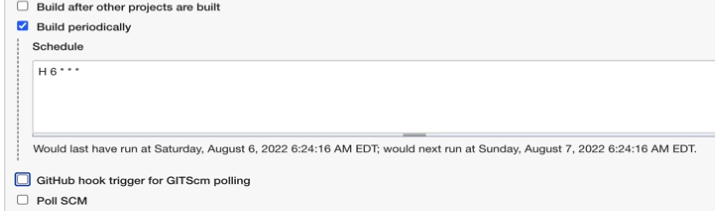 Build after other projects are built
Build periodically
Schedule
H 6 * * *
Would last have run at Saturday, August 6, 2022 6:24:16 AM EDT; would next run at Sunday, August 7, 2022 6:24:16 AM EDT.
GitHub hook trigger for GITScm polling
Poll SCM